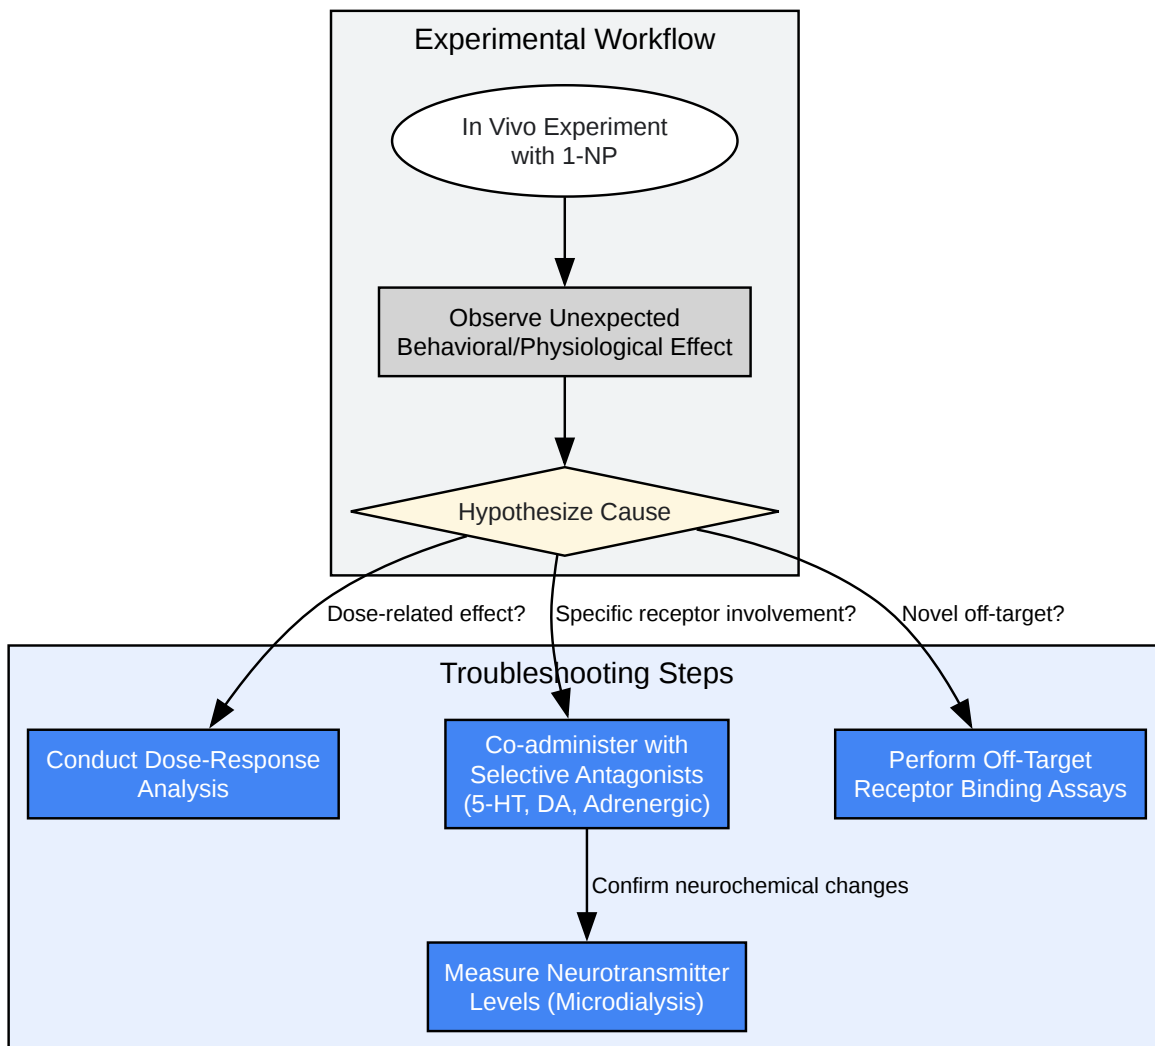 Experimental Workflow
In Vivo Experiment
with 1-NP
Observe Unexpected
Behavioral/Physiological Effect
Hypothesize Cause
Dose-related effect?
Specific receptor involvement?
Novel off-target?
Troubleshooting Steps
Conduct Dose-Response
Analysis
Co-administer with
Selective Antagonists
(5-HT, DA, Adrenergic)
Perform Off-Target
Receptor Binding Assays
Confirm neurochemical changes
Measure Neurotransmitter
Levels (Microdialysis)